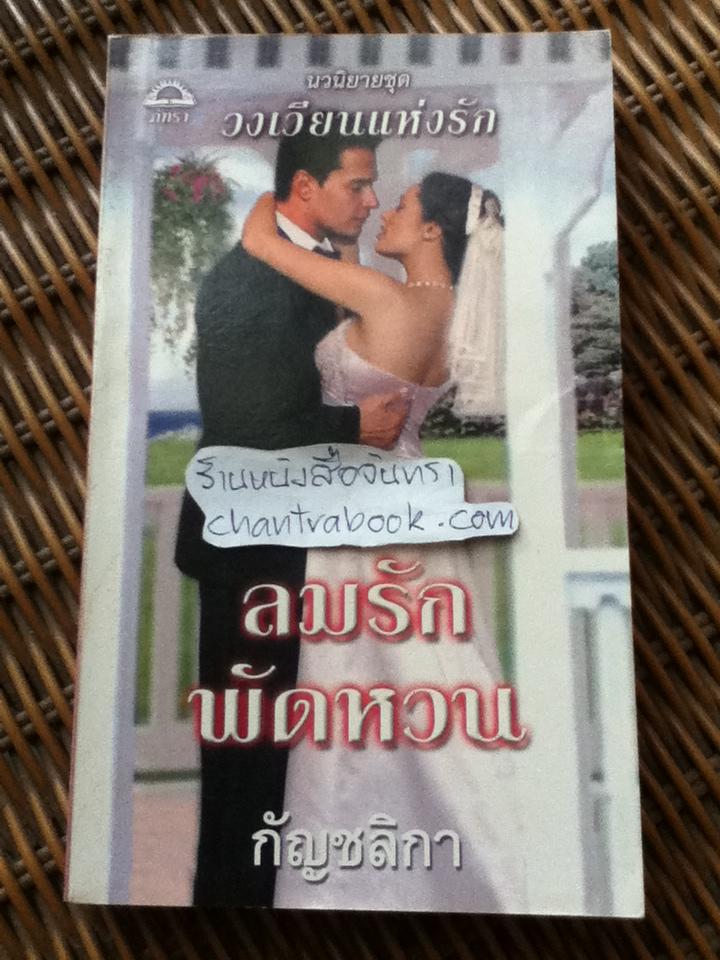 นวนิยายชุด
วงเวียนแห่งรัก
ภัทรา
ร้านหนังสือจันทรา
chantrabook.com
ลมรัก
พัดหวน
กัญชลิกา